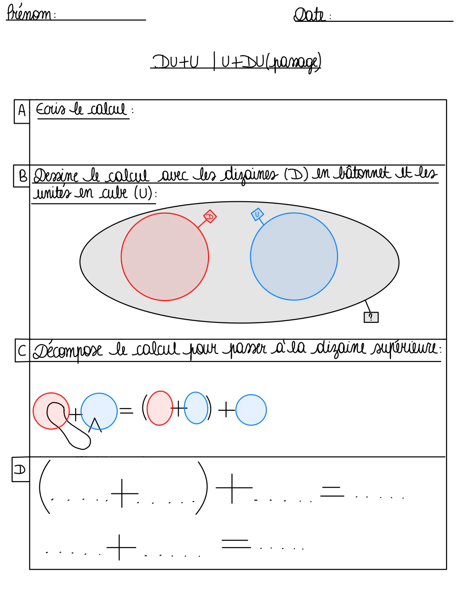 Prénom:
Date:
DU+U | U+DU(passage)
A Ecris le calcul:
B Dessine le calcul avec les dizaines (D) en bâtonnet et les
unités en cube (U):
D U
?
C Décompose le calcul pour passer à la dizaine supérieure:
+ = ( + ) +
D
(..... + .....) + ..... = .....
..... + ..... = .....